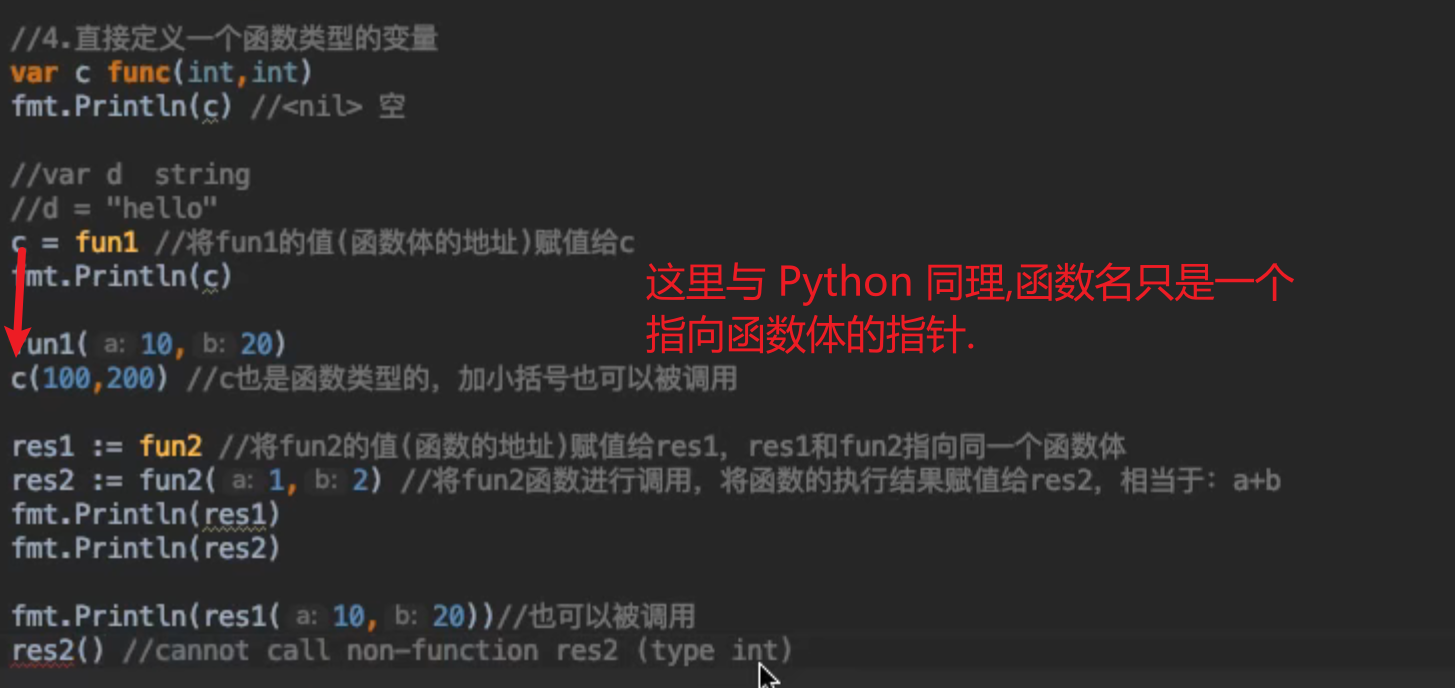 //4.直接定义一个函数类型的变量
var c func(int,int)
fmt.Println(c) //<nil> 空
//var d  string
//d = "hello"
c = fun1 //将fun1的值(函数体的地址)赋值给c
fmt.Println(c)
这里与 Python 同理,函数名只是一个
指向函数体的指针.
fun1( a: 10, b: 20)
c(100,200) //c也是函数类型的，加小括号也可以被调用
res1 := fun2 //将fun2的值(函数的地址)赋值给res1，res1和fun2指向同一个函数体
res2 := fun2( a: 1, b: 2) //将fun2函数进行调用，将函数的执行结果赋值给res2，相当于：a+b
fmt.Println(res1)
fmt.Println(res2)
fmt.Println(res1( a: 10, b: 20))//也可以被调用
res2() //cannot call non-function res2 (type int)